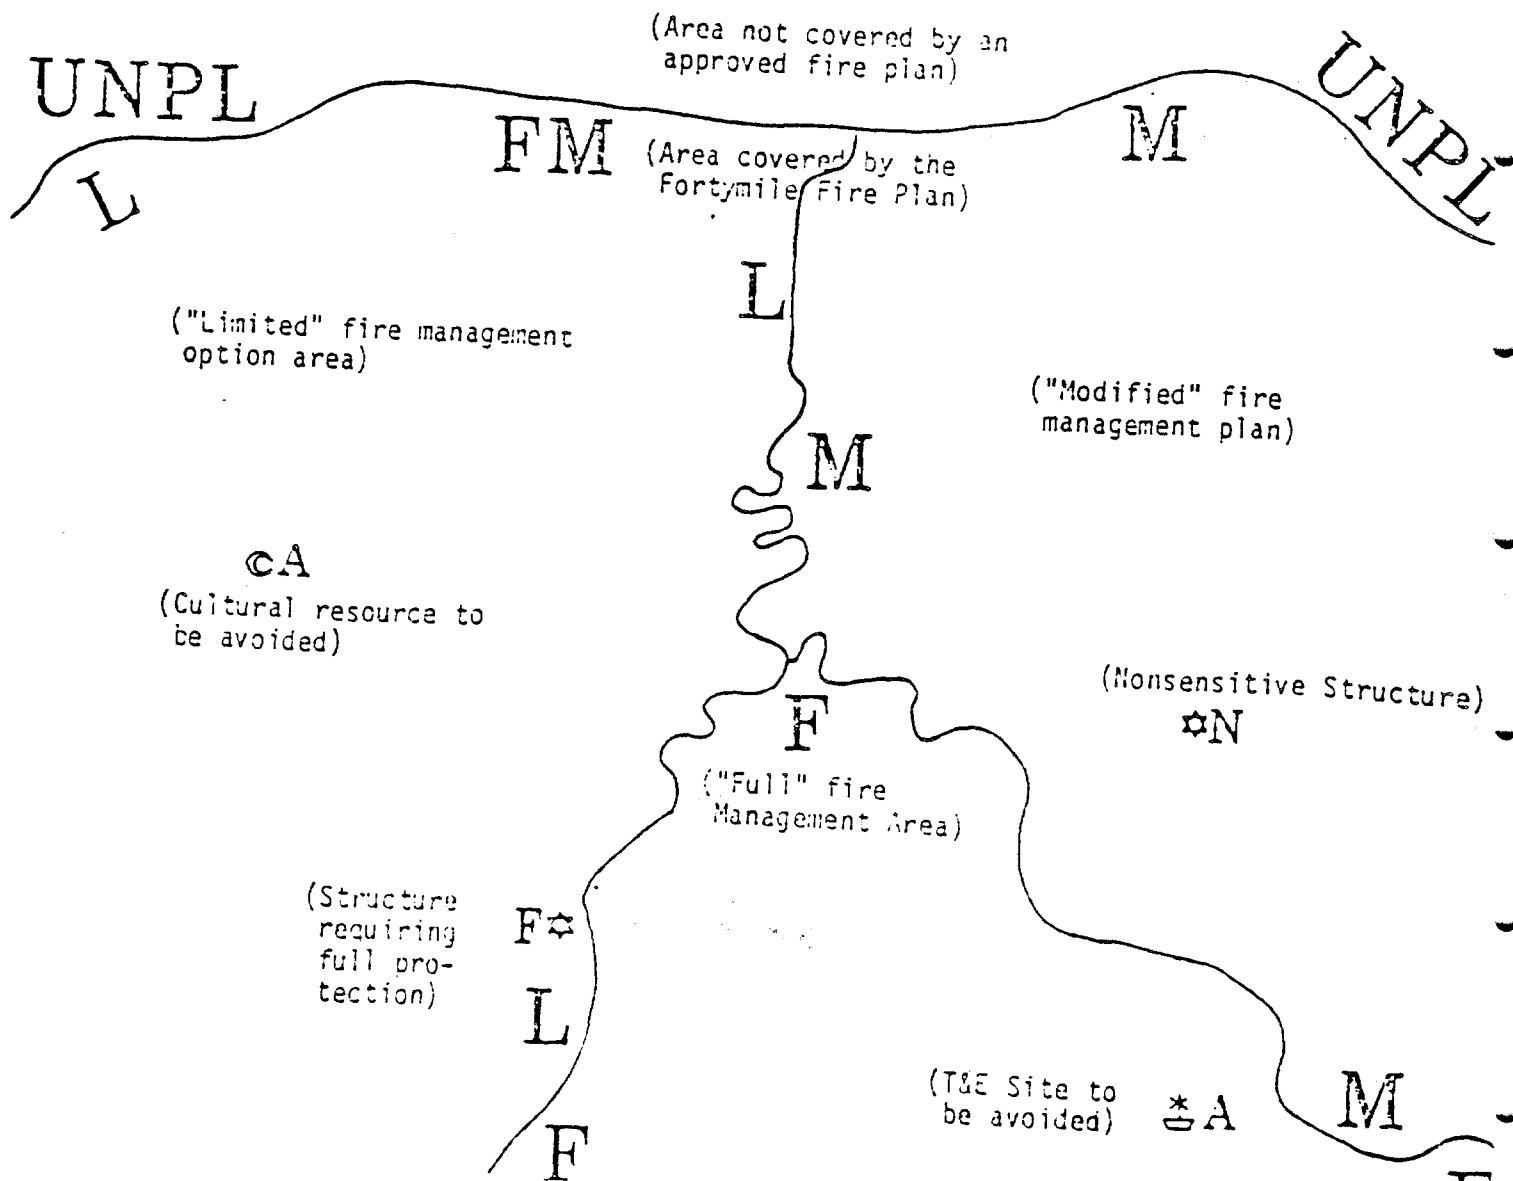 (Area not covered by an
approved fire plan)
UNPL
UNPL
L
FM
(Area covered by the
Fortymile Fire Plan)
M
L
("Limited" fire management
option area)
("Modified" fire
management plan)
M
©A
(Cultural resource to
be avoided)
(Nonsensitive Structure)
✡N
F
("Full" fire
Management Area)
(Structure
requiring
full pro-
tection)
F✡
L
(T&E Site to
be avoided)
A
M
F